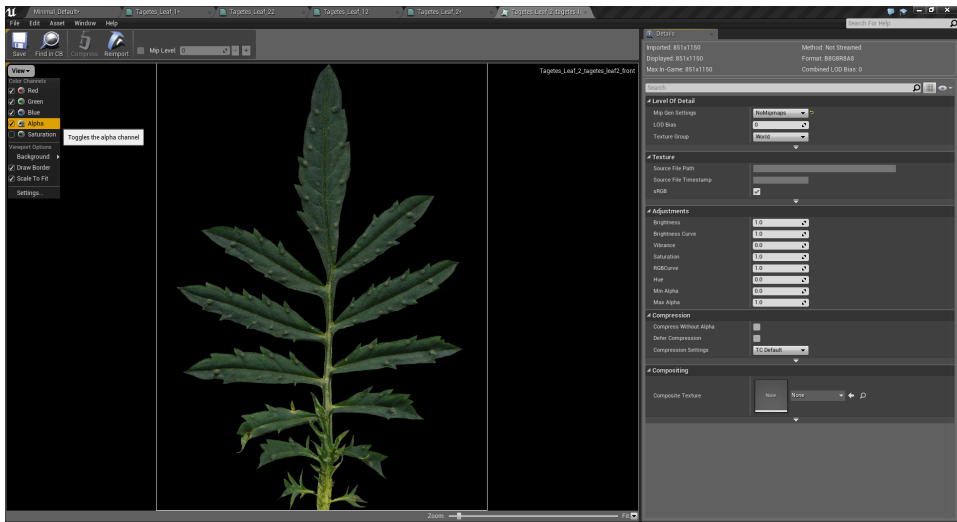 Minimal_Default•
Tagetes_Leaf_1•
Tagetes_Leaf_22
Tagetes_Leaf_12
Tagetes_Leaf_2•
Tagetes_Leaf_2_tagetes_l
File Edit Asset Window Help
Search For Help
Save
Find in CB
Compress
Reimport
Mip Level: 0
View
Tagetes_Leaf_2_tagetes_leaf2_front
Color Channels
Red
Green
Blue
Alpha
Saturation
Toggles the alpha channel
Viewport Options
Background
Draw Border
Scale To Fit
Settings...
Zoom:
Fit
Details
Imported: 851x1150
Method: Not Streamed
Displayed: 851x1150
Format: B8G8R8A8
Max In-Game: 851x1150
Combined LOD Bias: 0
Search
Level Of Detail
Mip Gen Settings
NoMipmaps
LOD Bias
0
Texture Group
World
Texture
Source File Path
Source File Timestamp
sRGB
Adjustments
Brightness
1.0
Brightness Curve
1.0
Vibrance
0.0
Saturation
1.0
RGBCurve
1.0
Hue
0.0
Min Alpha
0.0
Max Alpha
1.0
Compression
Compress Without Alpha
Defer Compression
Compression Settings
TC Default
Compositing
Composite Texture
None
None